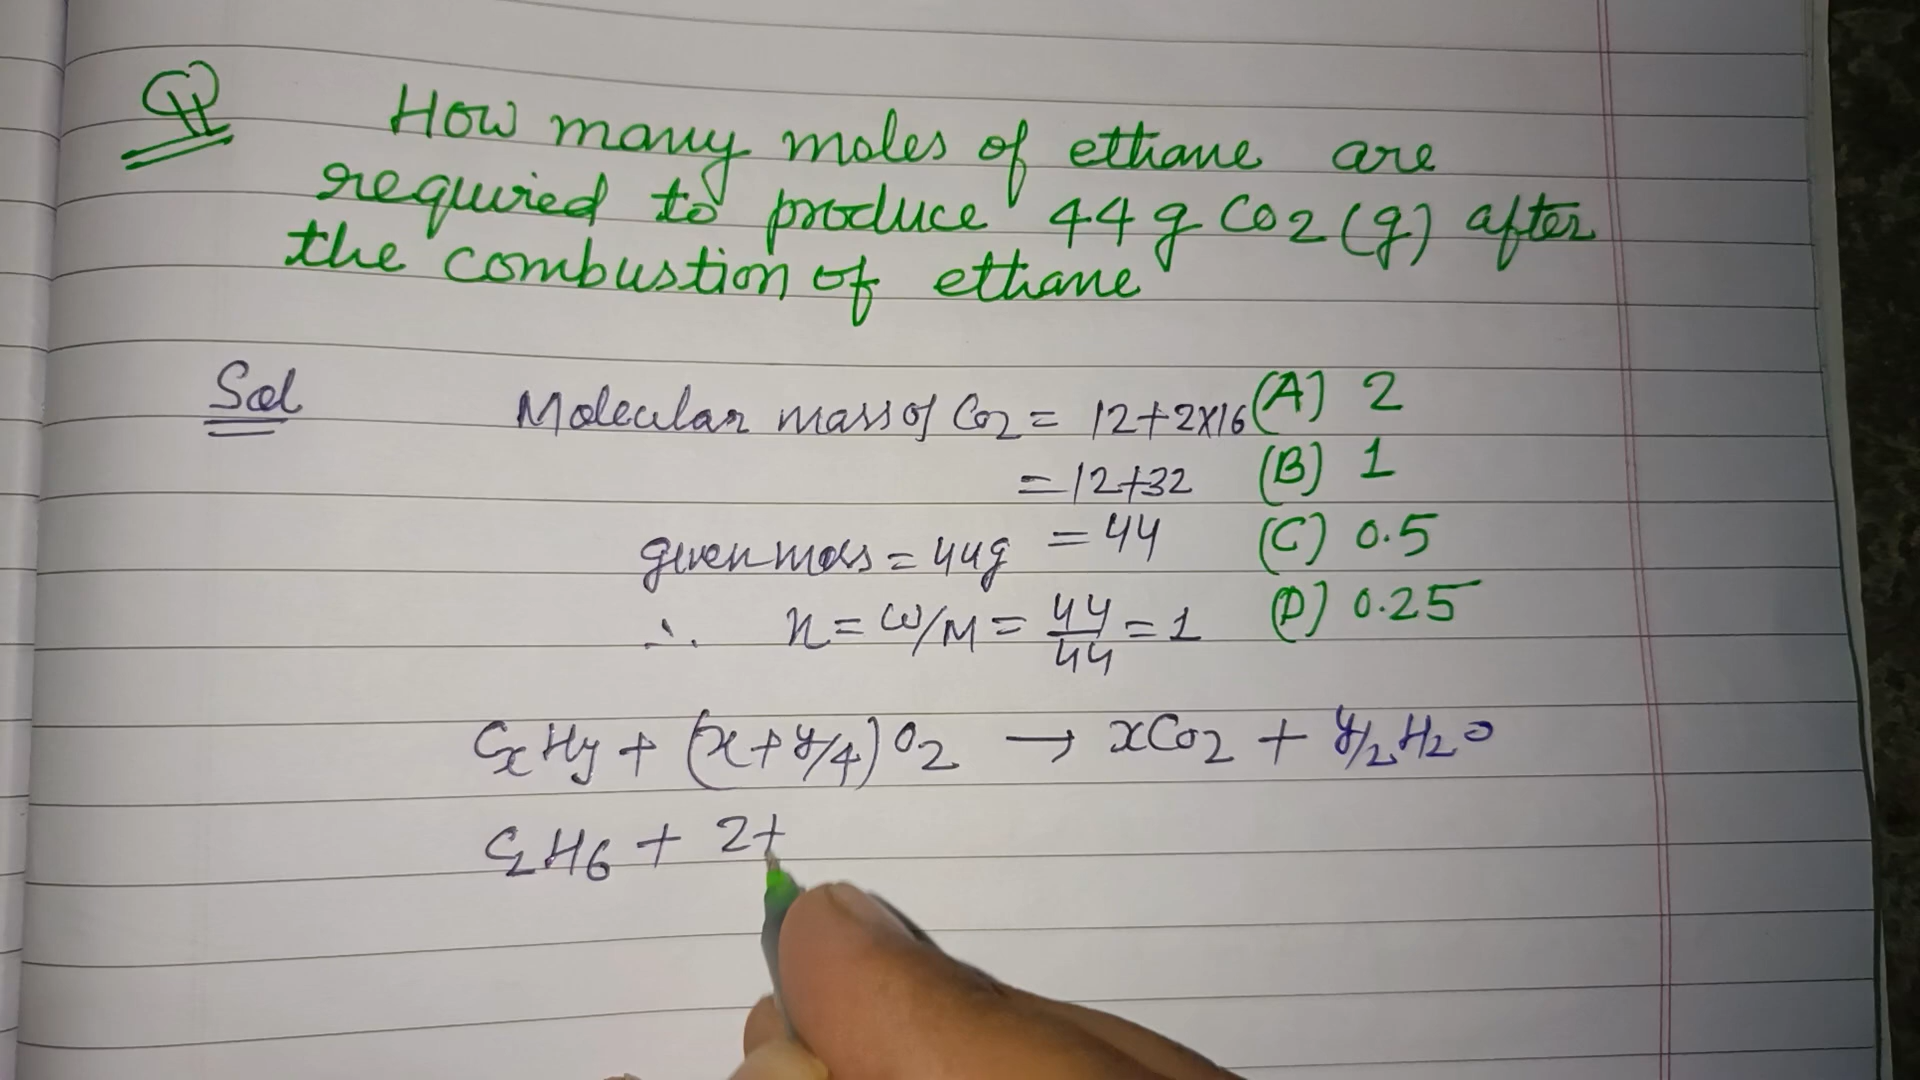 Q How many moles of ethane are
required to produce 44 g CO2 (g) after
the combustion of ethane
Sol Molecular mass of CO2 = 12+2×16 (A) 2
= 12+32 (B) 1
given mass = 44g = 44 (C) 0.5
∴ n = W/M = 44/44 = 1 (D) 0.25
CxHy + (x+y/4) O2 → xCO2 + y/2 H2O
C2H6 + 2+